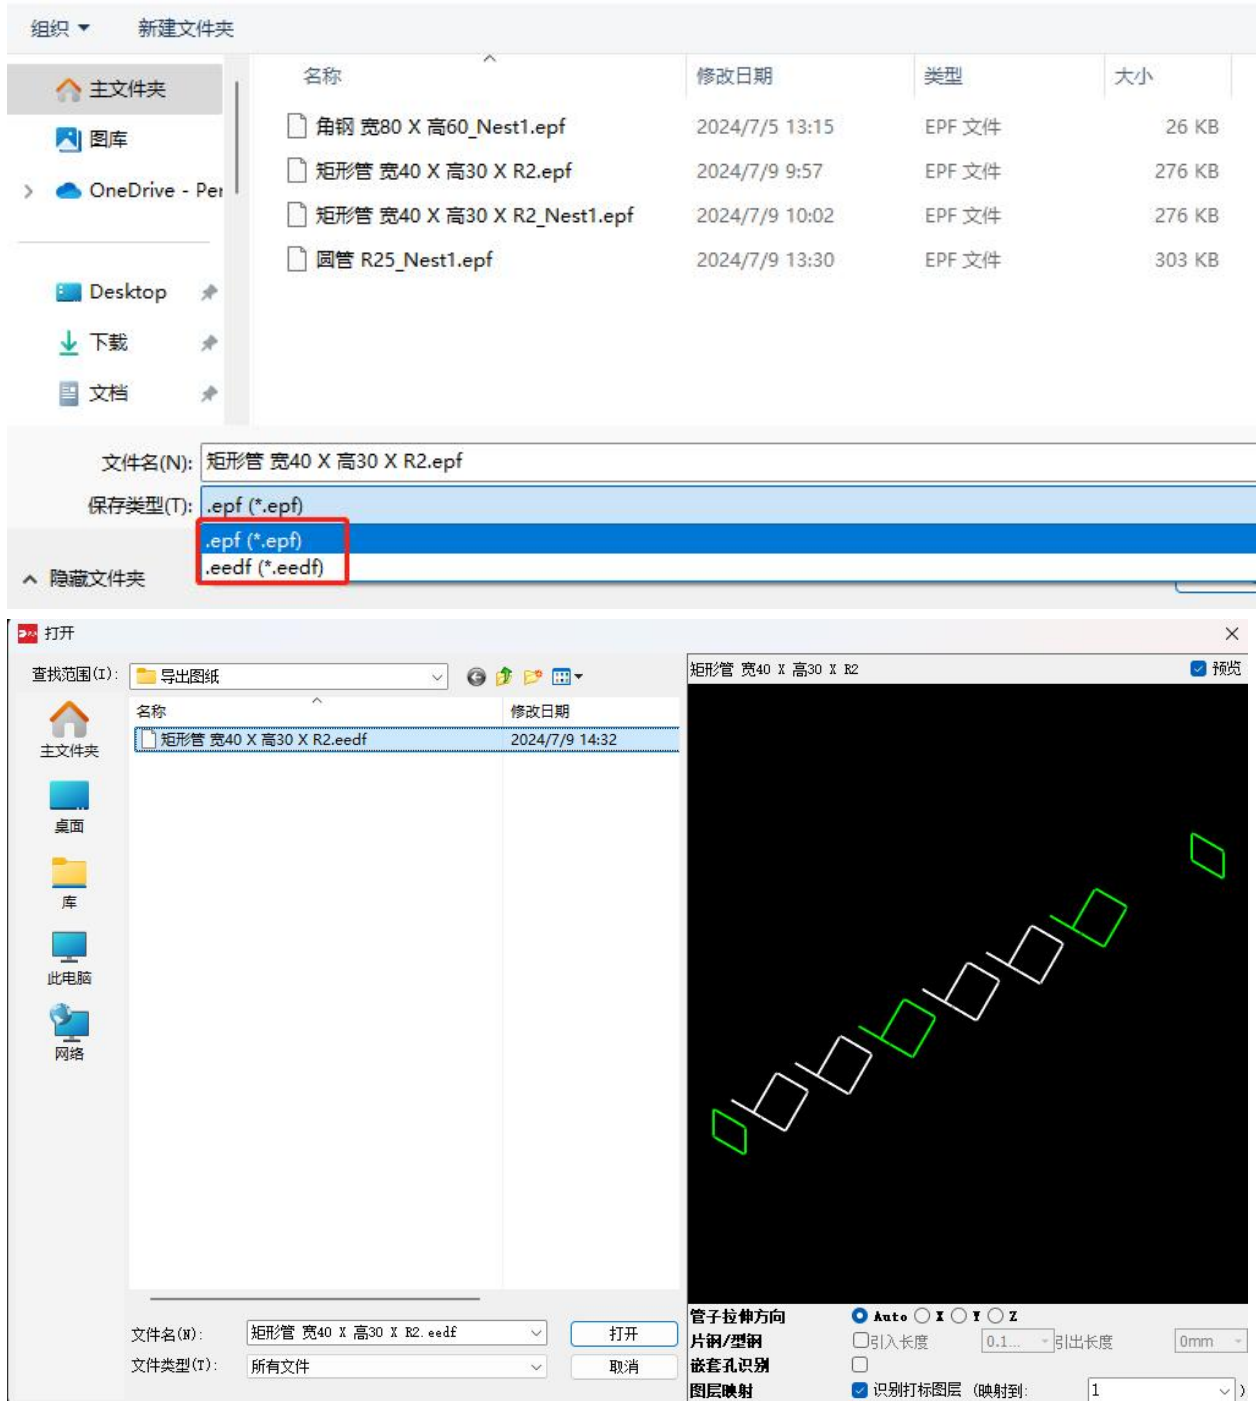 组织 新建文件夹
名称 修改日期 类型 大小
主文件夹
图库
OneDrive - Per
Desktop
下载
文档
角钢 宽80 X 高60_Nest1.epf 2024/7/5 13:15 EPF 文件 26 KB
矩形管 宽40 X 高30 X R2.epf 2024/7/9 9:57 EPF 文件 276 KB
矩形管 宽40 X 高30 X R2_Nest1.epf 2024/7/9 10:02 EPF 文件 276 KB
圆管 R25_Nest1.epf 2024/7/9 13:30 EPF 文件 303 KB
文件名(N): 矩形管 宽40 X 高30 X R2.epf
保存类型(T): .epf (*.epf)
.epf (*.epf)
.eedf (*.eedf)
隐藏文件夹
打开
查找范围(I): 导出图纸
矩形管 宽40 X 高30 X R2 预览
名称 修改日期
矩形管 宽40 X 高30 X R2.eedf 2024/7/9 14:32
主文件夹
桌面
库
此电脑
网络
文件名(N): 矩形管 宽40 X 高30 X R2.eedf 打开
文件类型(T): 所有文件 取消
管子拉伸方向 Auto X Y Z
片钢/型钢 引入长度 0.1... 引出长度 0mm
嵌套孔识别
图层映射 识别打标图层 (映射到: 1 )